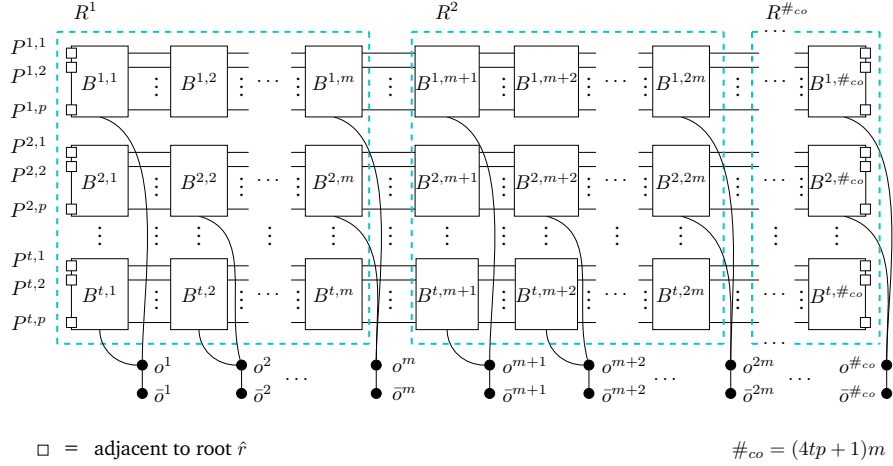 R^1 R^2 R^{#_{co}}
...
P^{1,1}
P^{1,2} B^{1,1} ⋮ B^{1,2} ... ⋮ B^{1,m} ⋮ B^{1,m+1} ⋮ B^{1,m+2} ... ⋮ B^{1,2m} ⋮ ... B^{1,#_{co}}
P^{1,p}
P^{2,1}
P^{2,2} B^{2,1} ⋮ B^{2,2} ... ⋮ B^{2,m} ⋮ B^{2,m+1} ⋮ B^{2,m+2} ... ⋮ B^{2,2m} ⋮ ... B^{2,#_{co}}
P^{2,p}
⋮ ⋮ ⋮ ⋮ ⋮ ⋮ ⋮ ⋮ ⋮
P^{t,1}
P^{t,2} B^{t,1} ⋮ B^{t,2} ... ⋮ B^{t,m} ⋮ B^{t,m+1} ⋮ B^{t,m+2} ... ⋮ B^{t,2m} ⋮ ... B^{t,#_{co}}
P^{t,p}
...
o^1 o^2 o^m o^{m+1} o^{m+2} o^{2m} o^{#_{co}}
ō^1 ō^2 ... ō^m ō^{m+1} ō^{m+2} ... ō^{2m} ... ō^{#_{co}}
□ = adjacent to root r̂ #_{co} = (4tp + 1)m